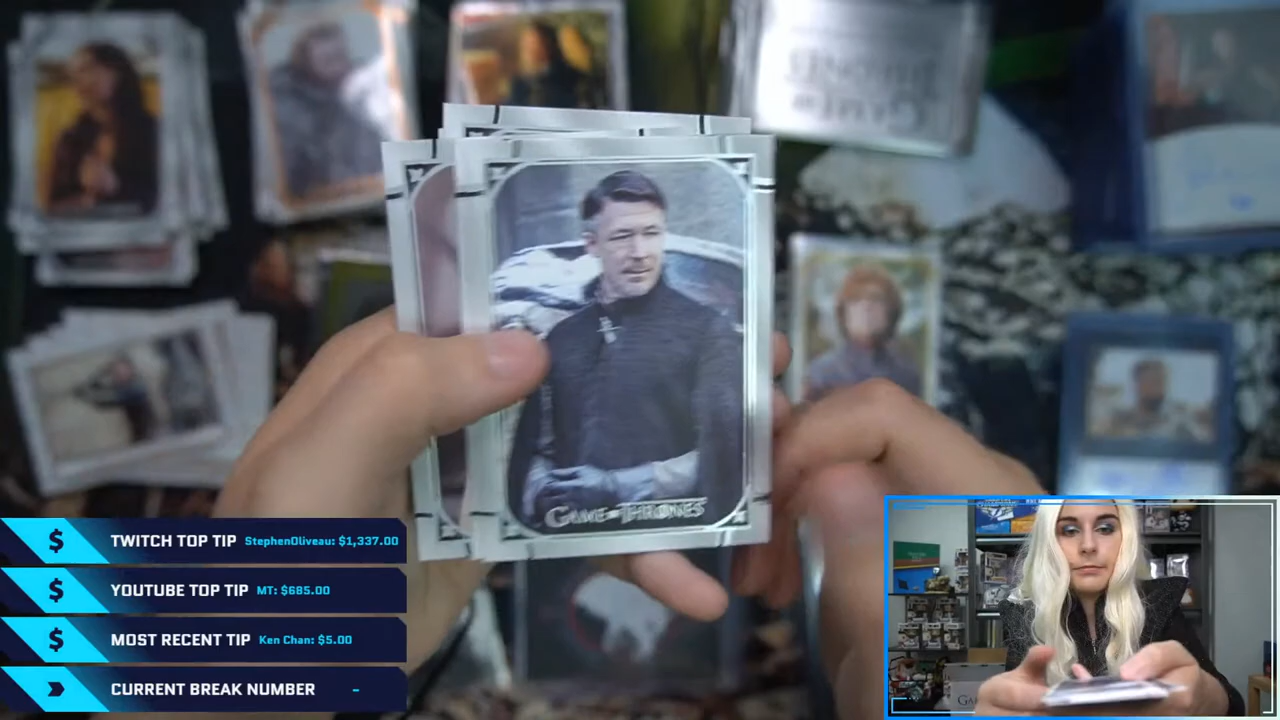 GAME OF THRONES
TWITCH TOP TIP StephenOliveau: $1,337.00
YOUTUBE TOP TIP MT: $685.00
MOST RECENT TIP Ken Chan: $5.00
CURRENT BREAK NUMBER -